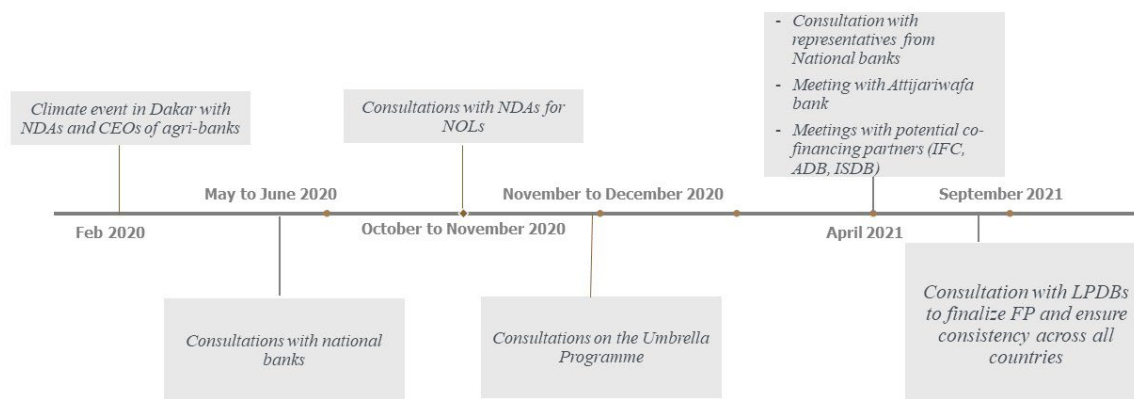 - Consultation with
representatives from
National banks
- Meeting with Attijariwafa
bank
- Meetings with potential co-
financing partners (IFC,
ADB, ISDB)
Climate event in Dakar with
NDAs and CEOs of agri-banks
Consultations with NDAs for
NOLs
May to June 2020
November to December 2020
September 2021
Feb 2020
October to November 2020
April 2021
Consultations with national
banks
Consultations on the Umbrella
Programme
Consultation with LPDBs
to finalize FP and ensure
consistency across all
countries